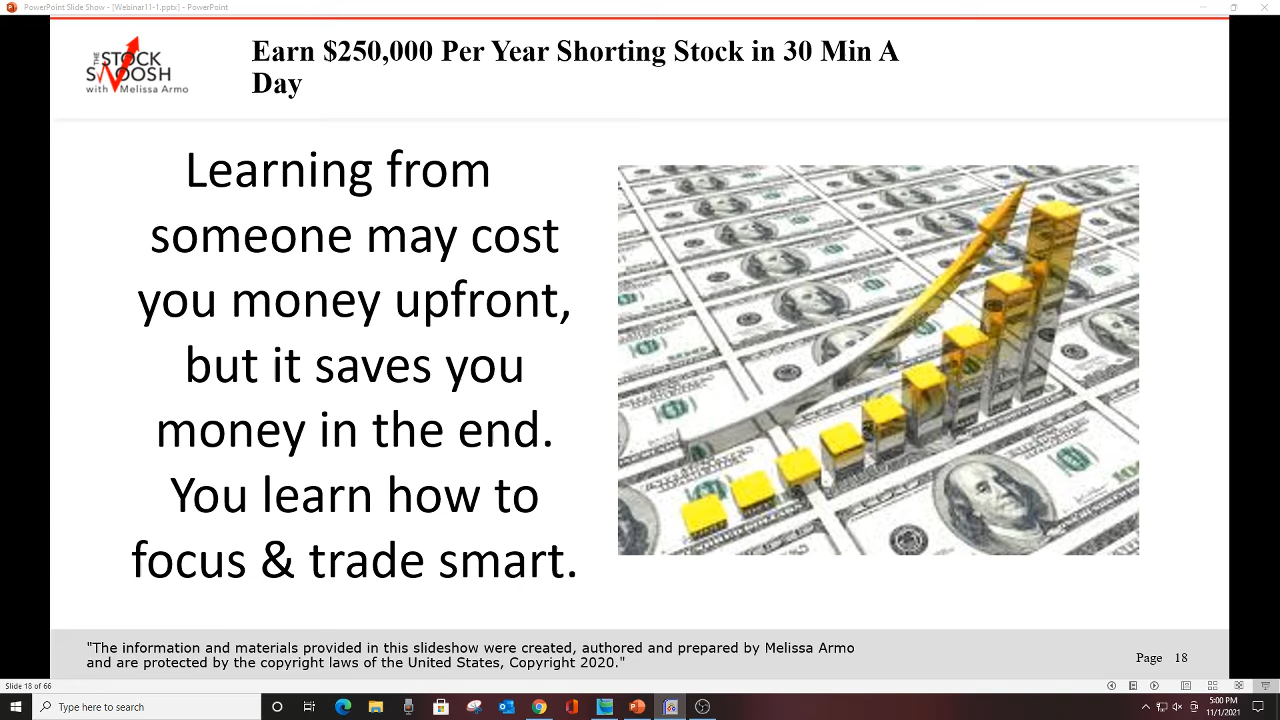 PowerPoint Slide Show - [Webinar11-1.pptx] - PowerPoint
THE
STOCK
SWOOSH
with Melissa Armo
Earn $250,000 Per Year Shorting Stock in 30 Min A
Day
Learning from
someone may cost
you money upfront,
but it saves you
money in the end.
You learn how to
focus & trade smart.
"The information and materials provided in this slideshow were created, authored and prepared by Melissa Armo
and are protected by the copyright laws of the United States, Copyright 2020."
Page 18
Slide 18 of 66
Type here to search
5:00 PM
11/1/2021